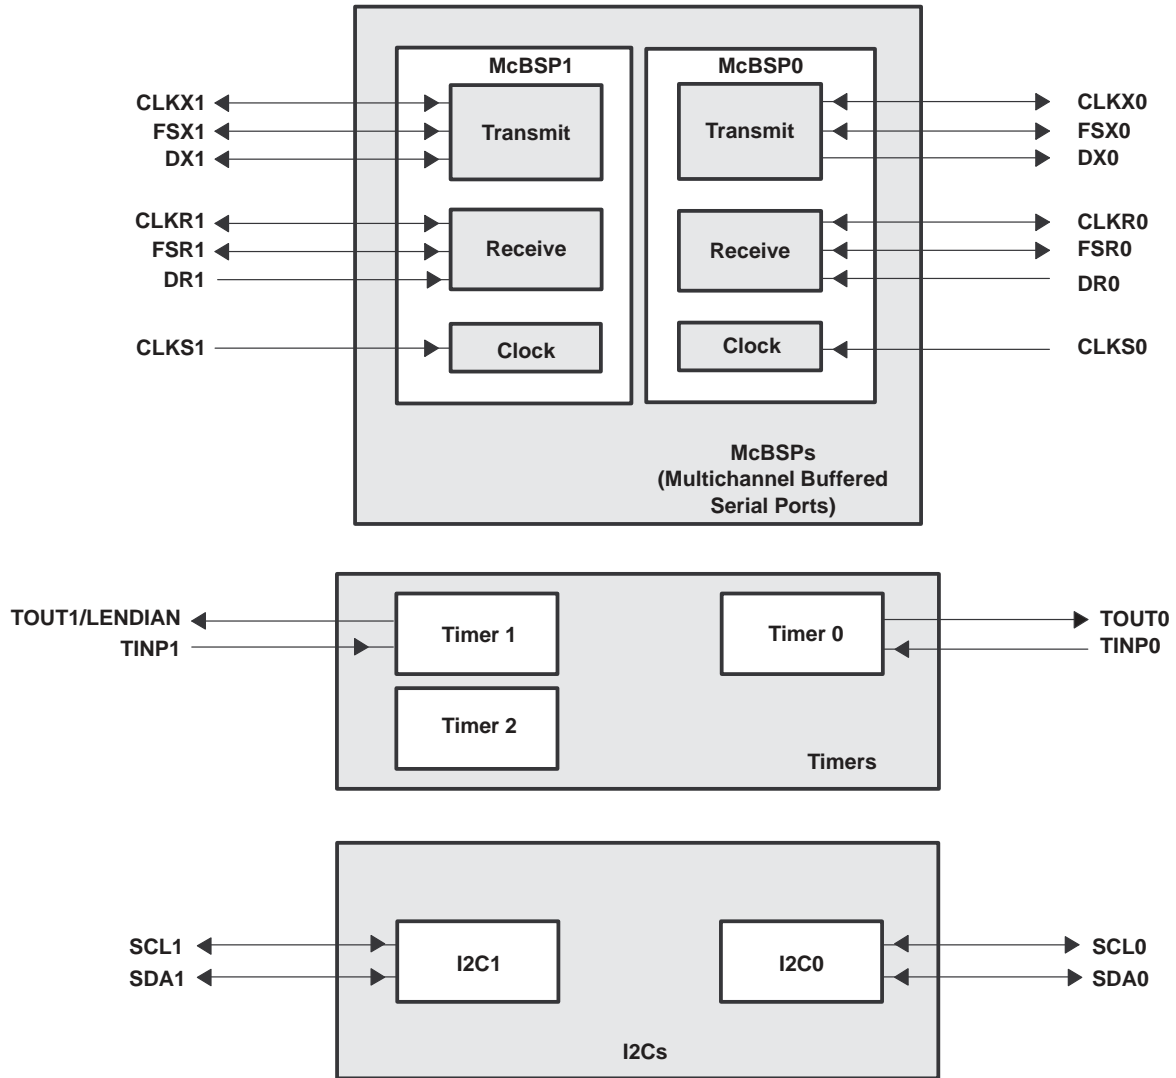 McBSP1
McBSP0
CLKX1
FSX1
DX1
Transmit
Transmit
CLKX0
FSX0
DX0
CLKR1
FSR1
DR1
Receive
Receive
CLKR0
FSR0
DR0
CLKS1
Clock
Clock
CLKS0
McBSPs
(Multichannel Buffered
Serial Ports)
TOUT1/LENDIAN
TINP1
Timer 1
Timer 0
TOUT0
TINP0
Timer 2
Timers
SCL1
SDA1
I2C1
I2C0
SCL0
SDA0
I2Cs